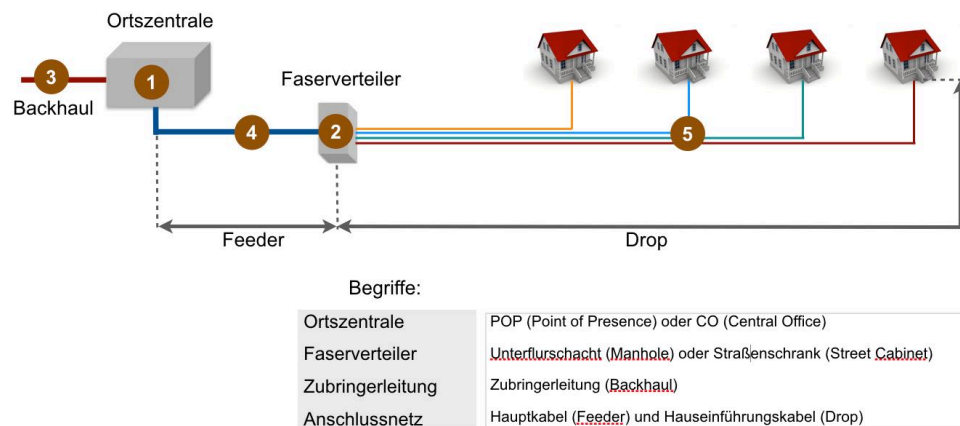 Ortszentrale
3
1
Backhaul
Faserverteiler
4
2
5
Feeder
Drop
Begriffe:
Ortszentrale POP (Point of Presence) oder CO (Central Office)
Faserverteiler Unterflurschacht (Manhole) oder Straßenschrank (Street Cabinet)
Zubringerleitung Zubringerleitung (Backhaul)
Anschlussnetz Hauptkabel (Feeder) und Hauseinführungskabel (Drop)